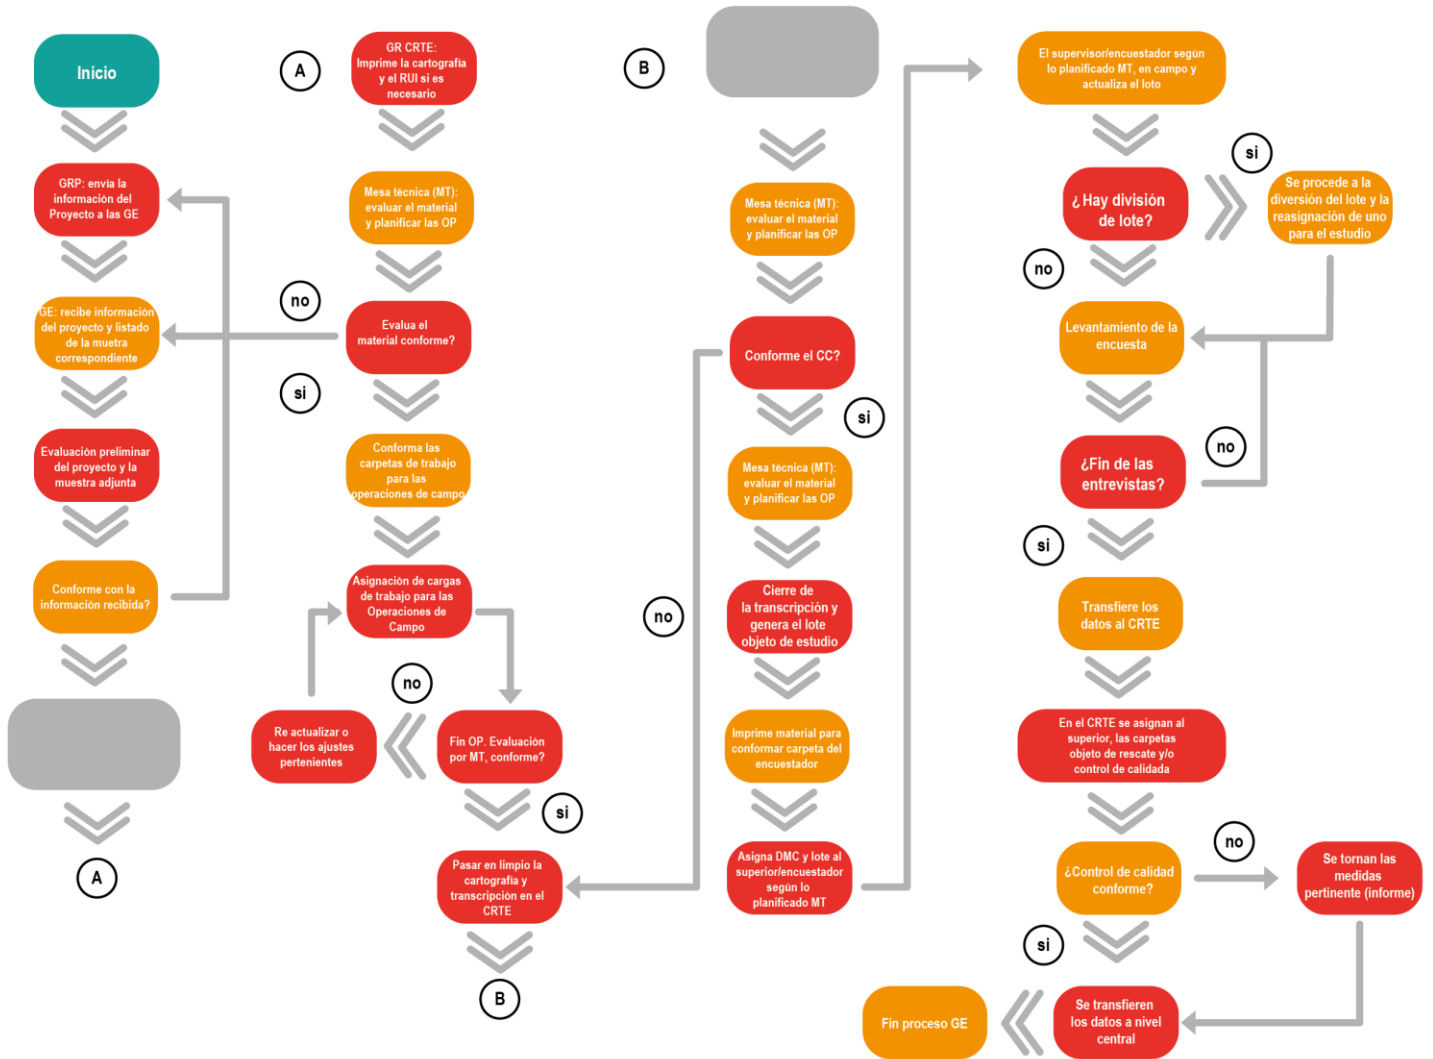 Inicio
GRP: envia la
información del
Proyecto a las GE
GE: recibe información
del proyecto y listado
de la muetra
correspondiente
Evaluación preliminar
del proyecto y la
muestra adjunta
Conforme con la
información recibida?
A
A
GR CRTE:
Imprime la cartografia
y el RUI si es
necesario
Mesa técnica (MT):
evaluar el material
y planificar las OP
no
Evalua el
material conforme?
si
Conforma las
carpetas de trabajo
para las
operaciones de campo
Asignación de cargas
de trabajo para las
Operaciones de
Campo
no
Re actualizar o
hacer los ajustes
pertenientes
Fin OP. Evaluación
por MT, conforme?
si
Pasar en limpio la
cartografía y
transcripción en el
CRTE
B
B
Mesa técnica (MT):
evaluar el material
y planificar las OP
Conforme el CC?
si
Mesa técnica (MT):
evaluar el material
y planificar las OP
no
Cierre de
la transcripción y
genera el lote
objeto de estudio
Imprime material para
conformar carpeta del
encuestador
Asigna DMC y lote al
superior/encuestador
según lo
planificado MT
El supervisor/encuestador según
lo planificado MT, en campo y
actualiza el loto
si
¿Hay división
de lote?
Se procede a la
diversión del lote y la
reasignación de uno
para el estudio
no
Levantamiento de la
encuesta
no
¿Fin de las
entrevistas?
si
Transfiere los
datos al CRTE
En el CRTE se asignan al
superior, las carpetas
objeto de rescate y/o
control de calidada
no
¿Control de calidad
conforme?
Se tornan las
medidas
pertinente (informe)
si
Se transfieren
los datos a nivel
central
Fin proceso GE